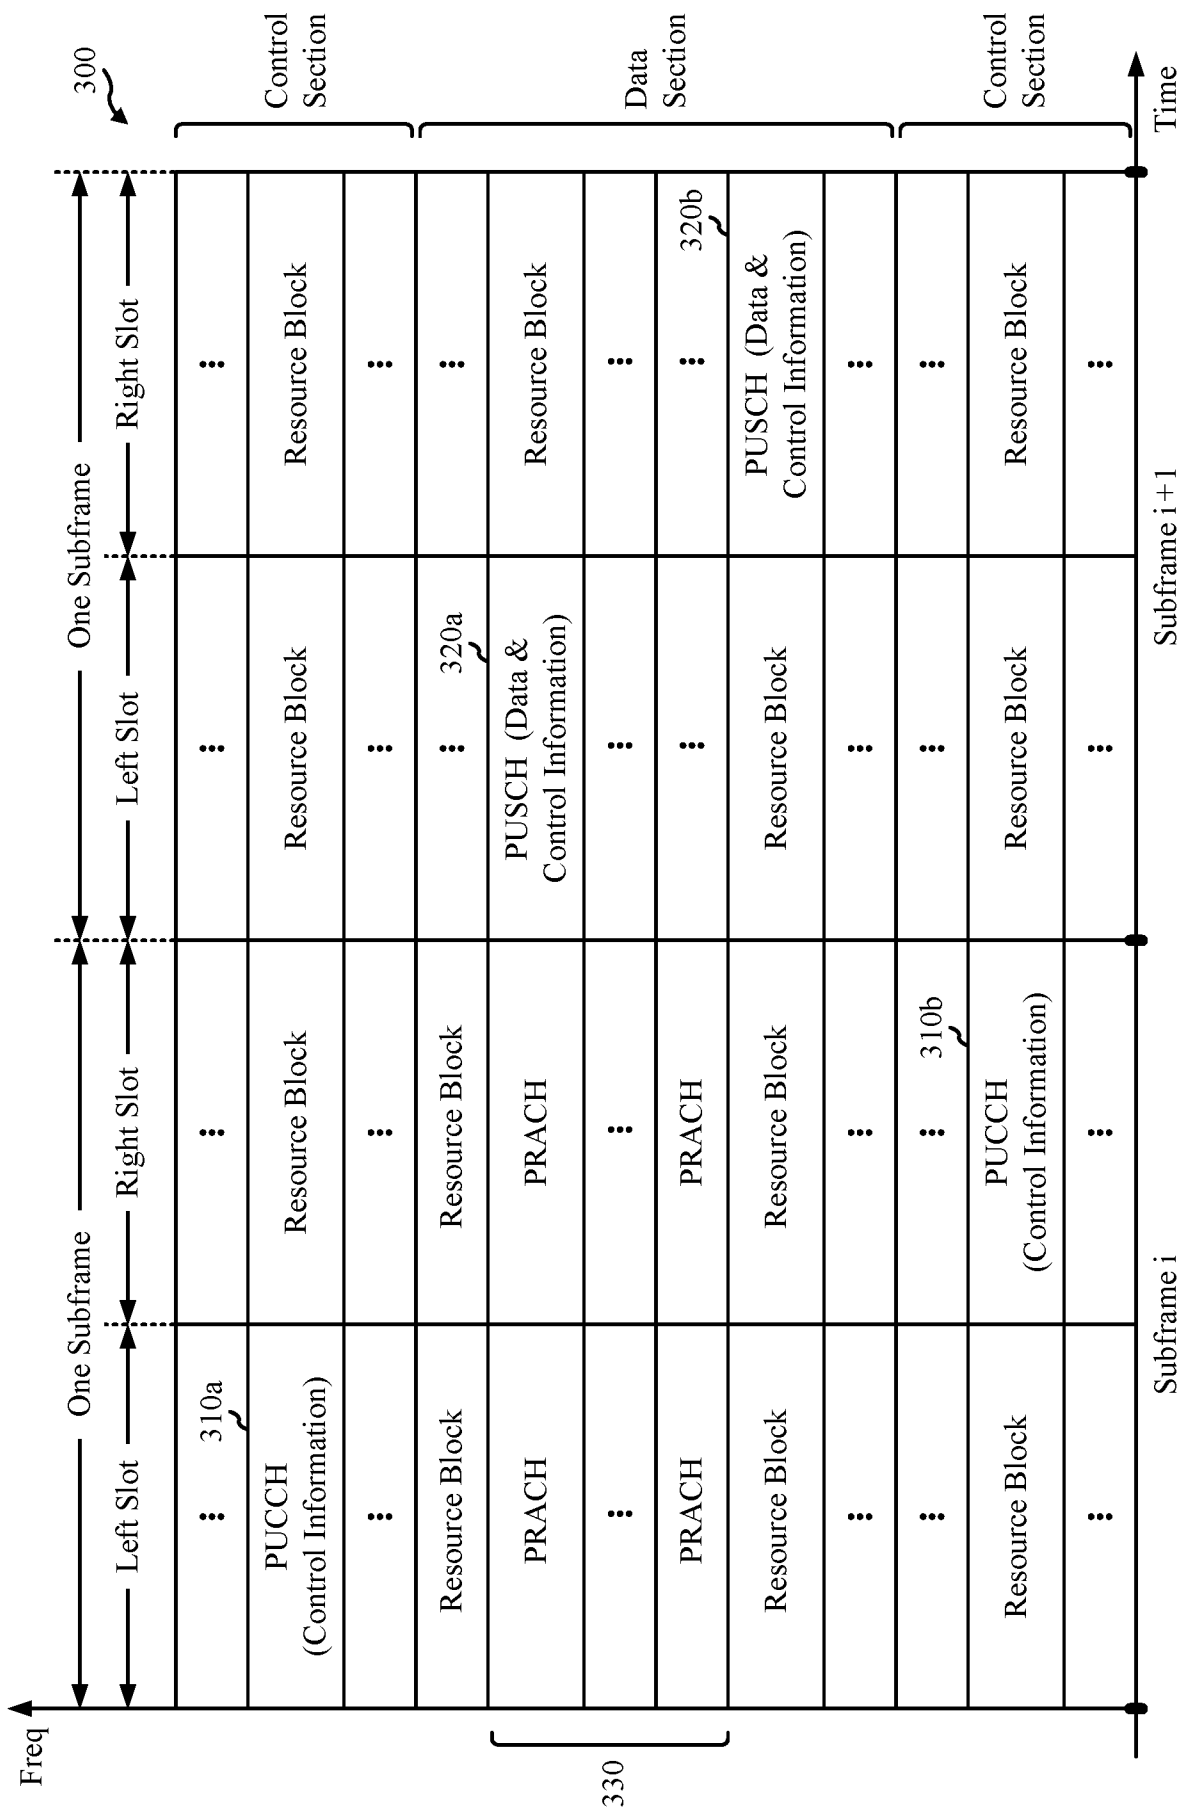 300
One Subframe
One Subframe
Left Slot
Right Slot
Left Slot
Right Slot
Freq
310a
⋮
⋮
⋮
⋮
Control
Section
PUCCH
(Control Information)
Resource Block
Resource Block
Resource Block
⋮
⋮
⋮
⋮
320a
Resource Block
Resource Block
⋮
⋮
Data
Section
330
PRACH
PRACH
PUSCH (Data &
Control Information)
Resource Block
⋮
⋮
⋮
⋮
320b
PRACH
PRACH
⋮
⋮
Resource Block
Resource Block
Resource Block
PUSCH (Data &
Control Information)
⋮
⋮
⋮
⋮
310b
⋮
⋮
⋮
⋮
Control
Section
Resource Block
PUCCH
(Control Information)
Resource Block
Resource Block
⋮
⋮
⋮
⋮
Subframe i
Subframe i+1
Time